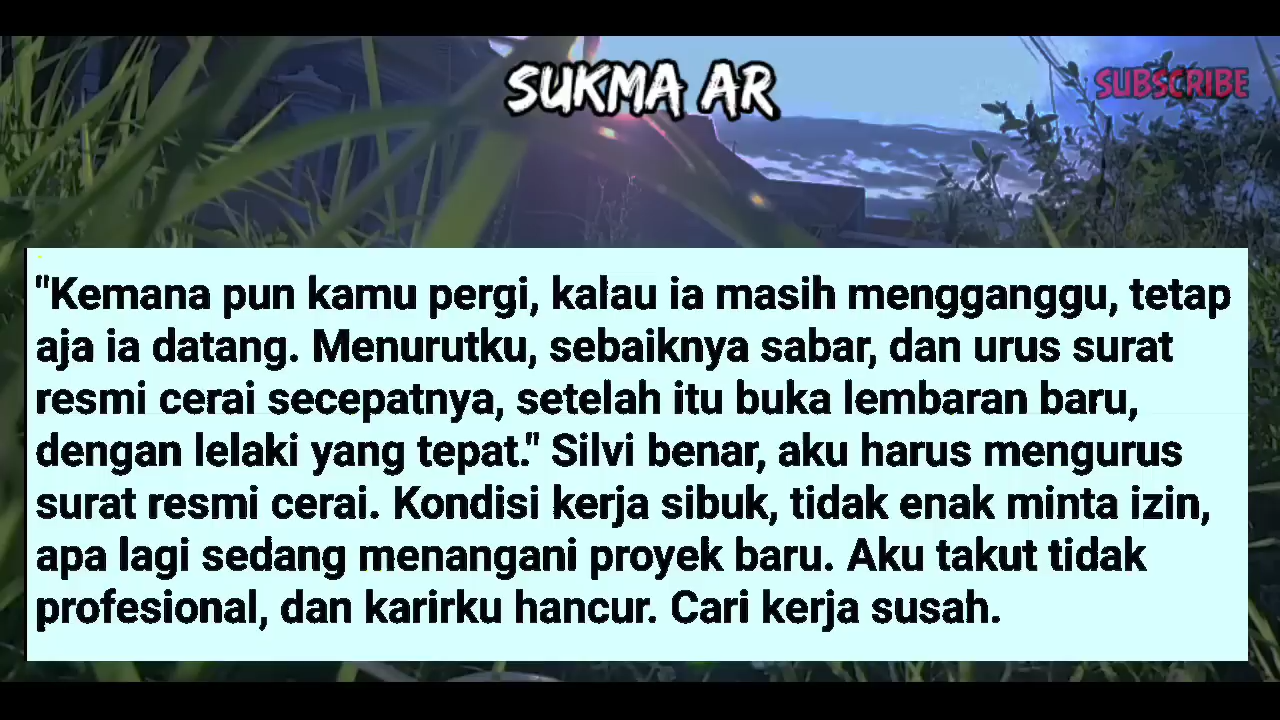 SUKMA AR
SUBSCRIBE
"Kemana pun kamu pergi, kalau ia masih mengganggu, tetap
aja ia datang. Menurutku, sebaiknya sabar, dan urus surat
resmi cerai secepatnya, setelah itu buka lembaran baru,
dengan lelaki yang tepat." Silvi benar, aku harus mengurus
surat resmi cerai. Kondisi kerja sibuk, tidak enak minta izin,
apa lagi sedang menangani proyek baru. Aku takut tidak
profesional, dan karirku hancur. Cari kerja susah.